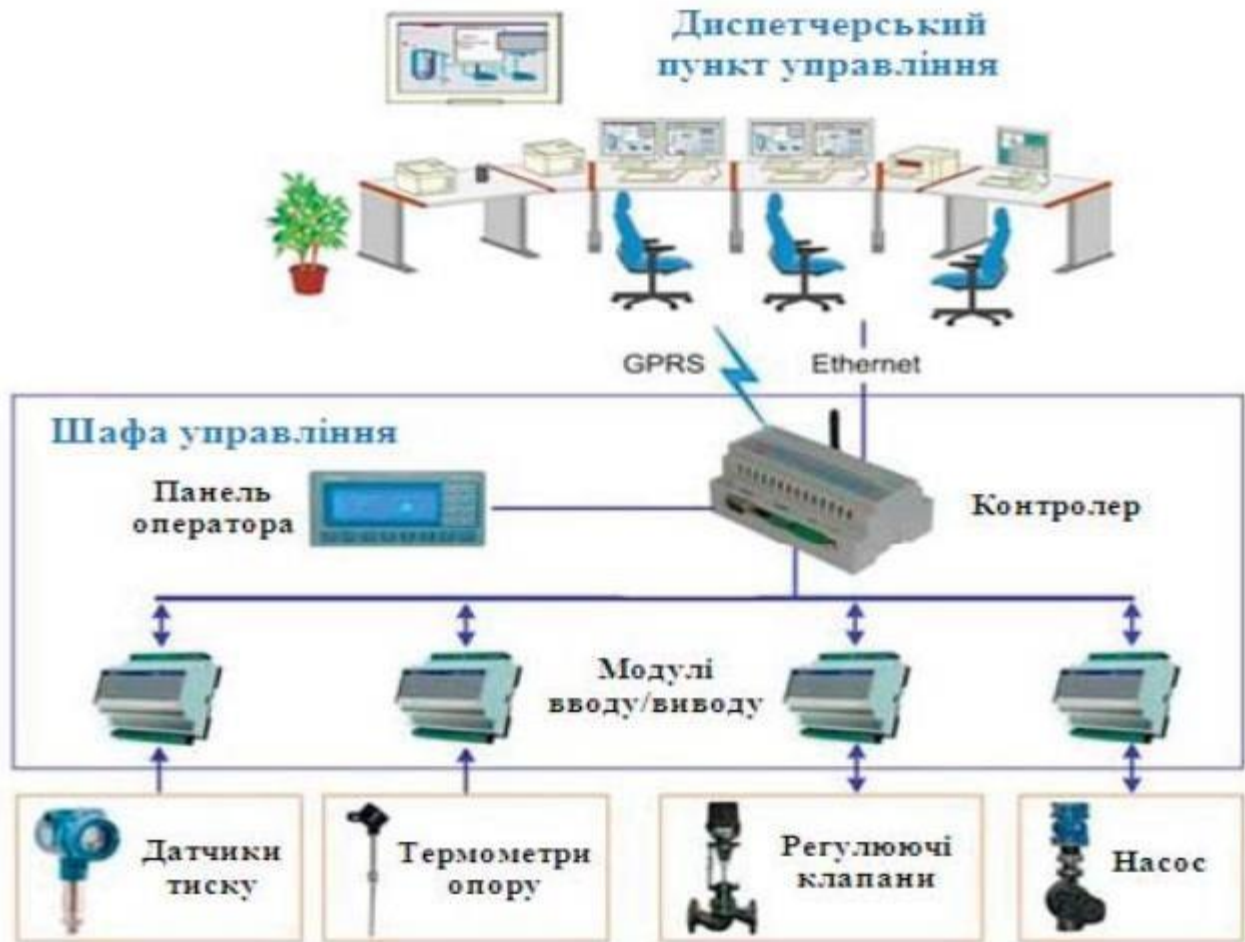 Диспетчерський
пункт управління
GPRS
Ethernet
Шафа управління
Панель
оператора
Контролер
Модулі
вводу/виводу
Датчики
тиску
Термометри
опору
Регулюючі
клапани
Насос